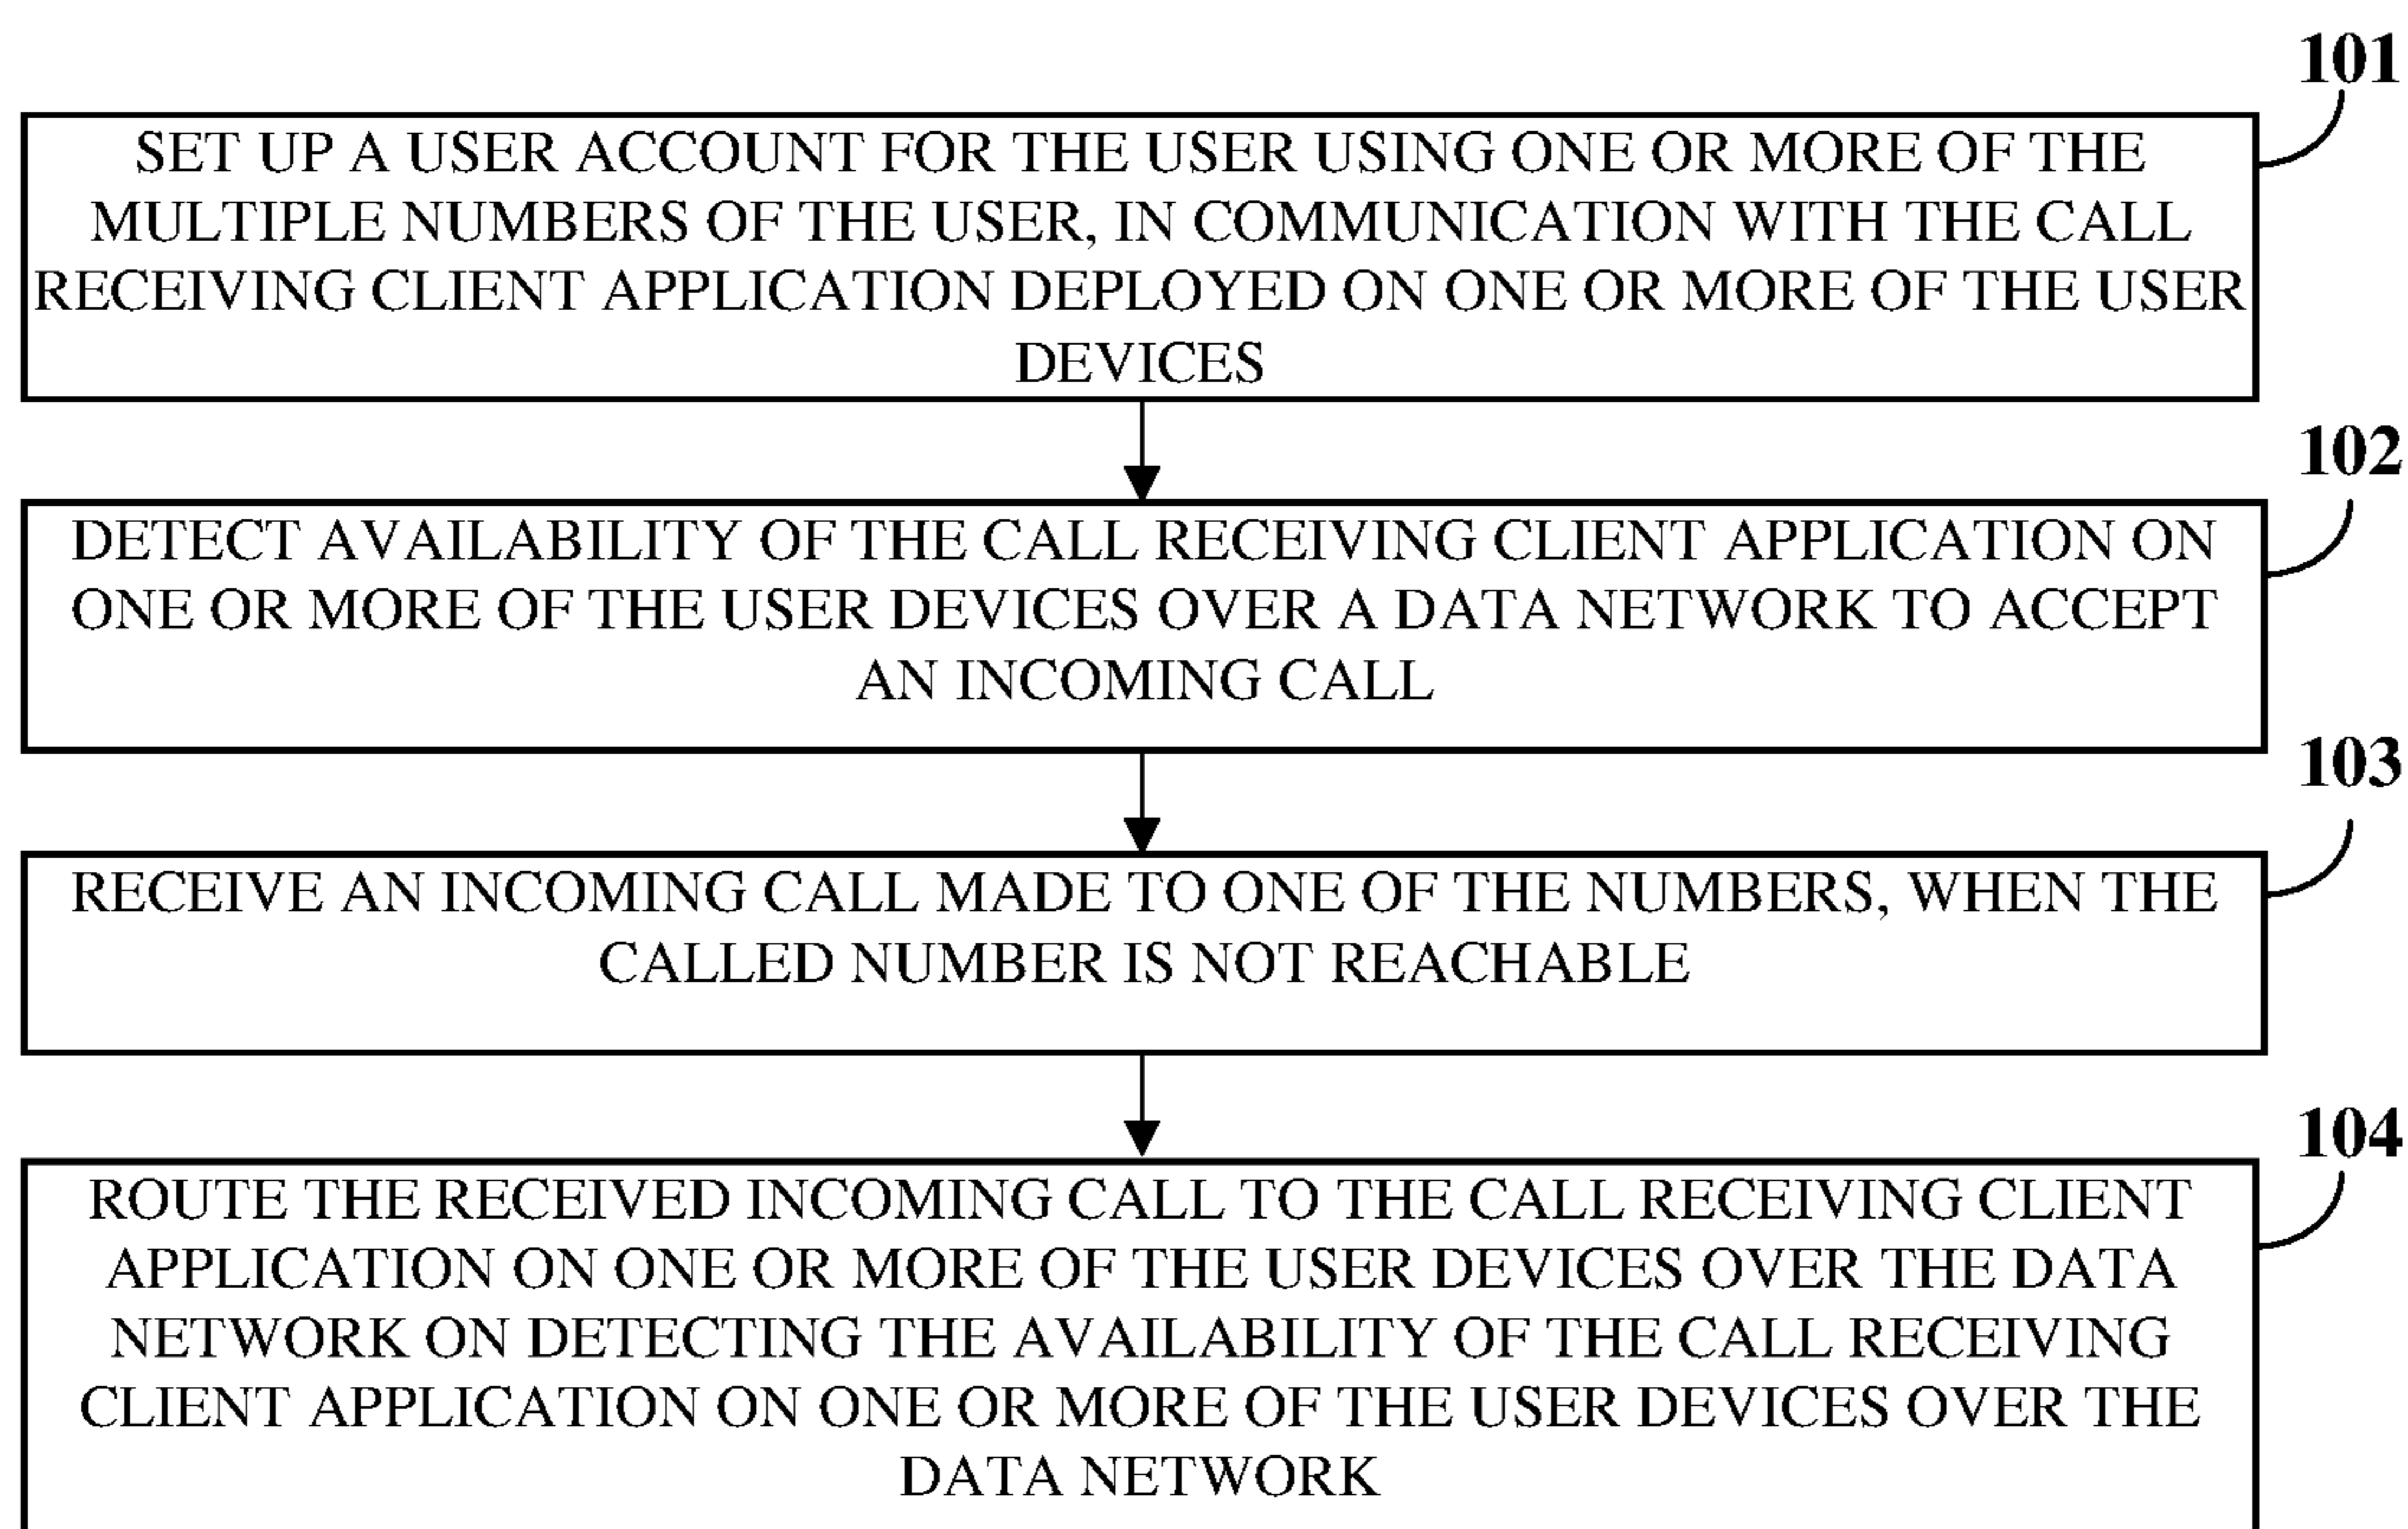 101
SET UP A USER ACCOUNT FOR THE USER USING ONE OR MORE OF THE
MULTIPLE NUMBERS OF THE USER, IN COMMUNICATION WITH THE CALL
RECEIVING CLIENT APPLICATION DEPLOYED ON ONE OR MORE OF THE USER
DEVICES
102
DETECT AVAILABILITY OF THE CALL RECEIVING CLIENT APPLICATION ON
ONE OR MORE OF THE USER DEVICES OVER A DATA NETWORK TO ACCEPT
AN INCOMING CALL
103
RECEIVE AN INCOMING CALL MADE TO ONE OF THE NUMBERS, WHEN THE
CALLED NUMBER IS NOT REACHABLE
104
ROUTE THE RECEIVED INCOMING CALL TO THE CALL RECEIVING CLIENT
APPLICATION ON ONE OR MORE OF THE USER DEVICES OVER THE DATA
NETWORK ON DETECTING THE AVAILABILITY OF THE CALL RECEIVING
CLIENT APPLICATION ON ONE OR MORE OF THE USER DEVICES OVER THE
DATA NETWORK